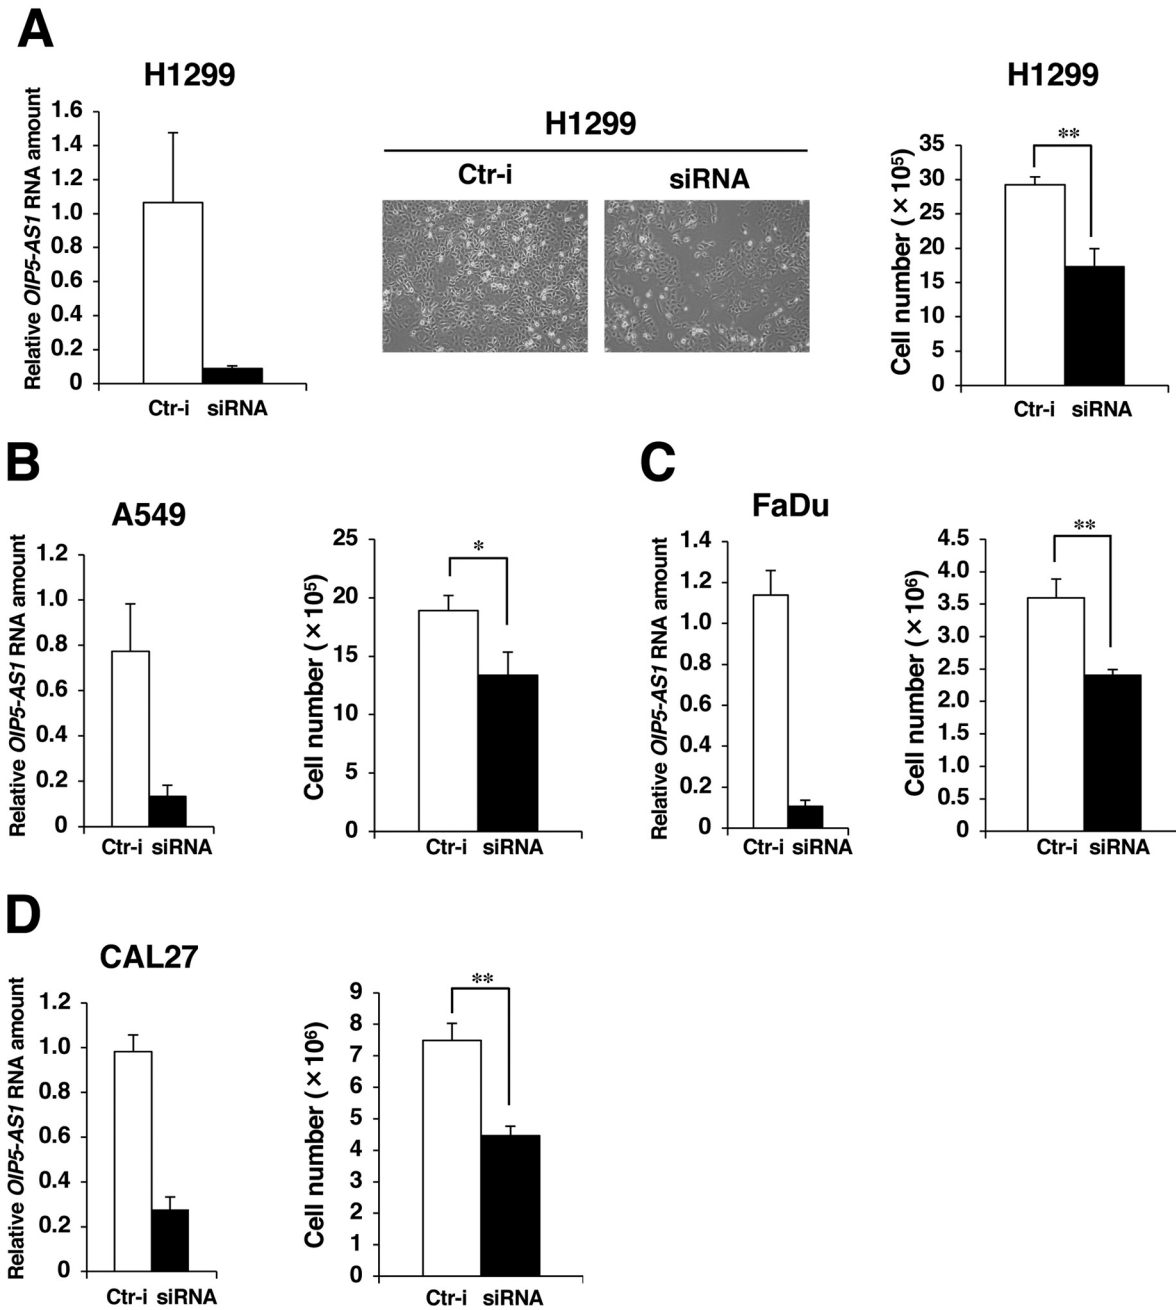 A
H1299
Relative OIP5-AS1 RNA amount
1.6
1.4
1.2
1.0
0.8
0.6
0.4
0.2
0
Ctr-i siRNA
H1299
Ctr-i siRNA
H1299
Cell number (×10⁵)
35
30
25
20
15
10
5
0
**
Ctr-i siRNA
B
A549
Relative OIP5-AS1 RNA amount
1.2
1.0
0.8
0.6
0.4
0.2
0
Ctr-i siRNA
Cell number (×10⁵)
25
20
15
10
5
0
*
Ctr-i siRNA
C
FaDu
Relative OIP5-AS1 RNA amount
1.4
1.2
1.0
0.8
0.6
0.4
0.2
0
Ctr-i siRNA
Cell number (×10⁶)
4.5
4.0
3.5
3.0
2.5
2.0
1.5
1.0
0.5
0
**
Ctr-i siRNA
D
CAL27
Relative OIP5-AS1 RNA amount
1.2
1.0
0.8
0.6
0.4
0.2
0
Ctr-i siRNA
Cell number (×10⁶)
9
8
7
6
5
4
3
2
1
0
**
Ctr-i siRNA